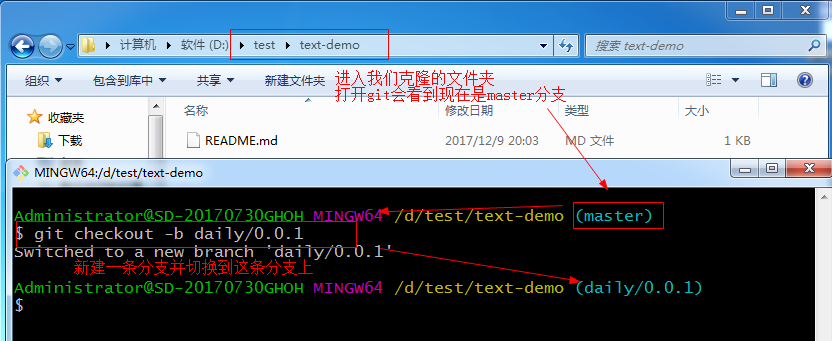 计算机 ▸ 软件 (D:) ▸ test ▸ text-demo
搜索 text-demo
组织 包含到库中 共享 新建文件夹
进入我们克隆的文件夹
打开git会看到现在是master分支
收藏夹 名称 修改日期 类型 大小
下载 README.md 2017/12/9 20:03 MD 文件 1 KB
MINGW64:/d/test/text-demo
Administrator@SD-20170730GHOH MINGW64 /d/test/text-demo (master)
$ git checkout -b daily/0.0.1
Switched to a new branch 'daily/0.0.1'
新建一条分支并切换到这条分支上
Administrator@SD-20170730GHOH MINGW64 /d/test/text-demo (daily/0.0.1)
$